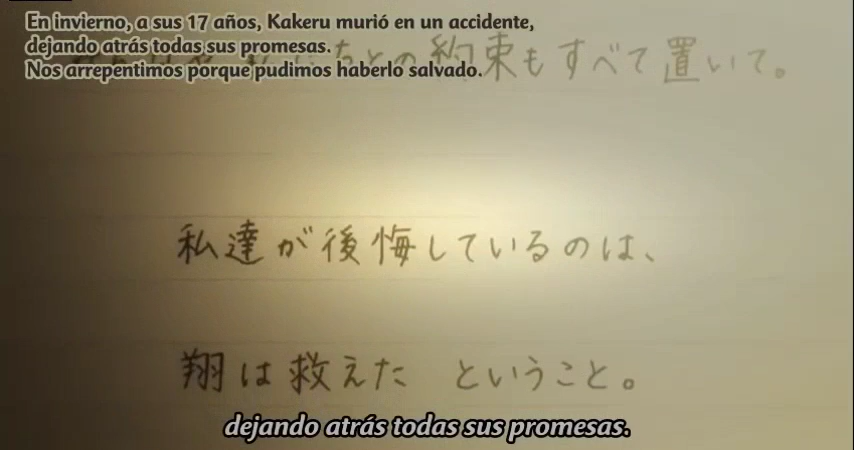 En invierno, a sus 17 años, Kakeru murió en un accidente,
dejando atrás todas sus promesas.
Nos arrepentimos porque pudimos haberlo salvado.
約束もすべて置いて。
私達が後悔しているのは、
翔は救えた ということ。
dejando atrás todas sus promesas.